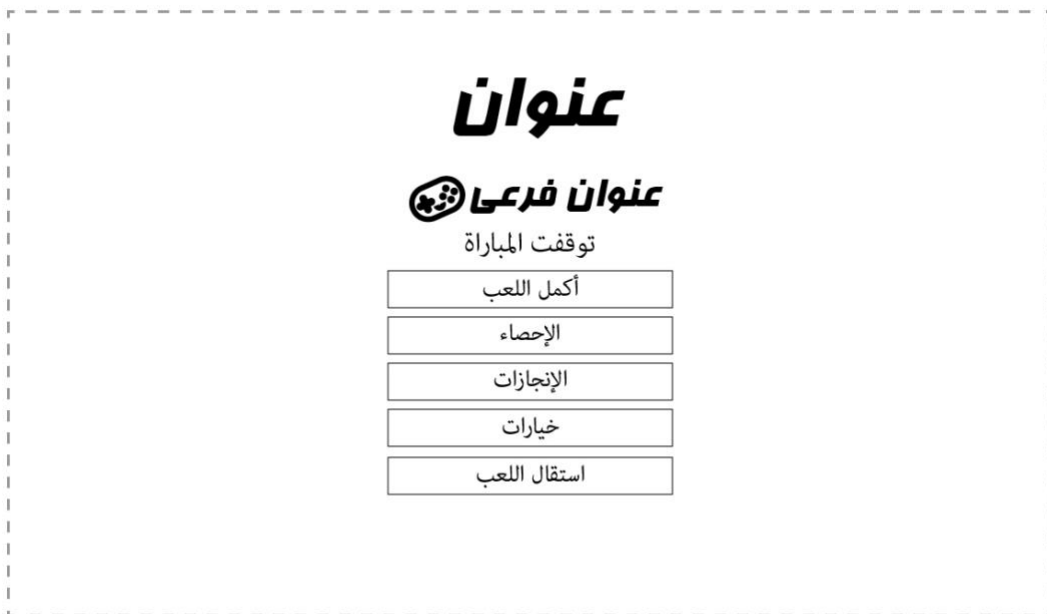 عنوان
عنوان فرعى
توقفت المباراة
أكمل اللعب
الإحصاء
الإنجازات
خيارات
استقال اللعب